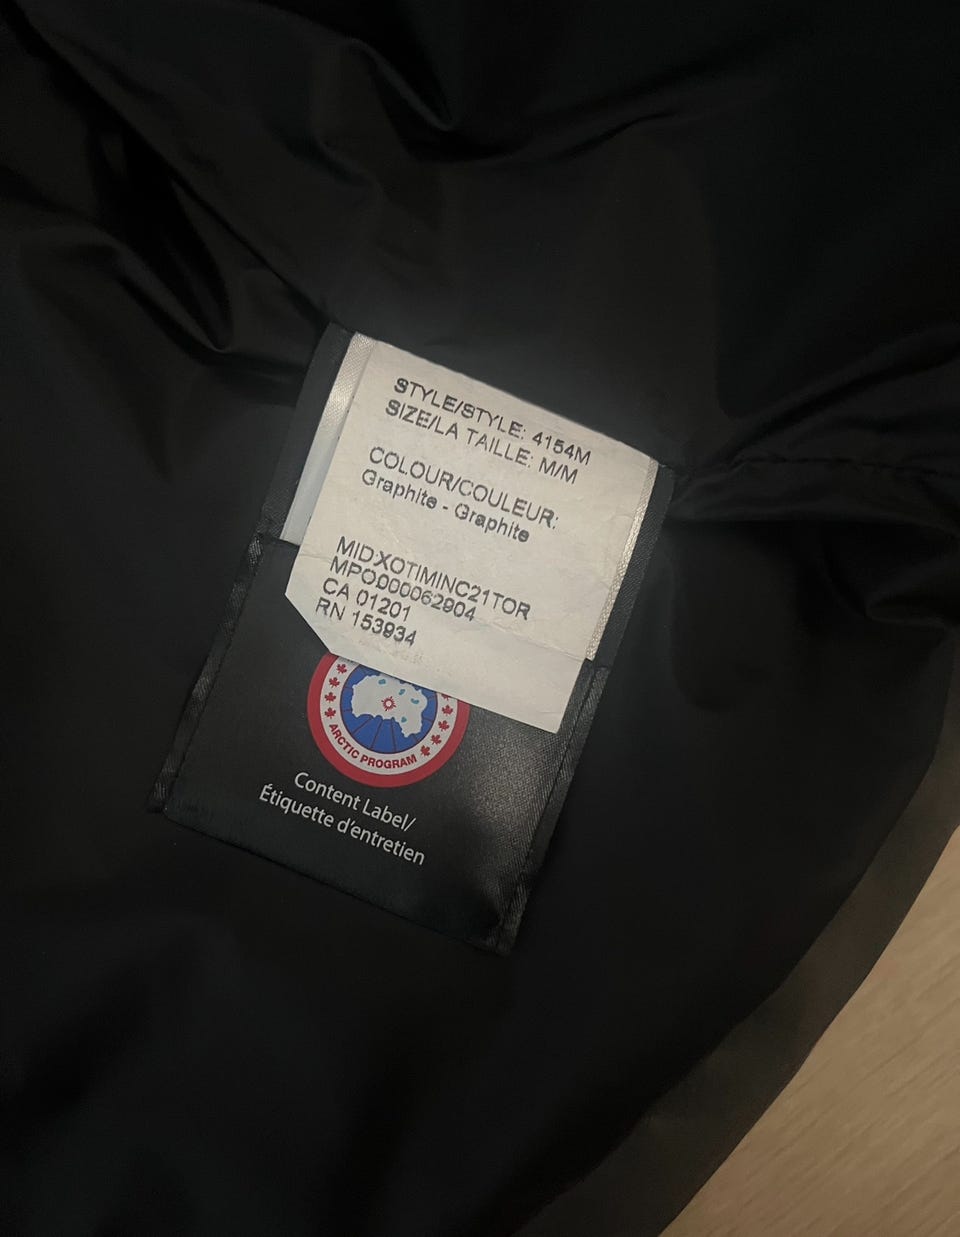 STYLE/STYLE: 4154M
SIZE/LA TAILLE: M/M
COLOUR/COULEUR:
Graphite - Graphite
MID:XOTIMINC21TOR
MPO000062904
CA 01201
RN 153934
ARCTIC PROGRAM
Content Label/
Étiquette d'entretien